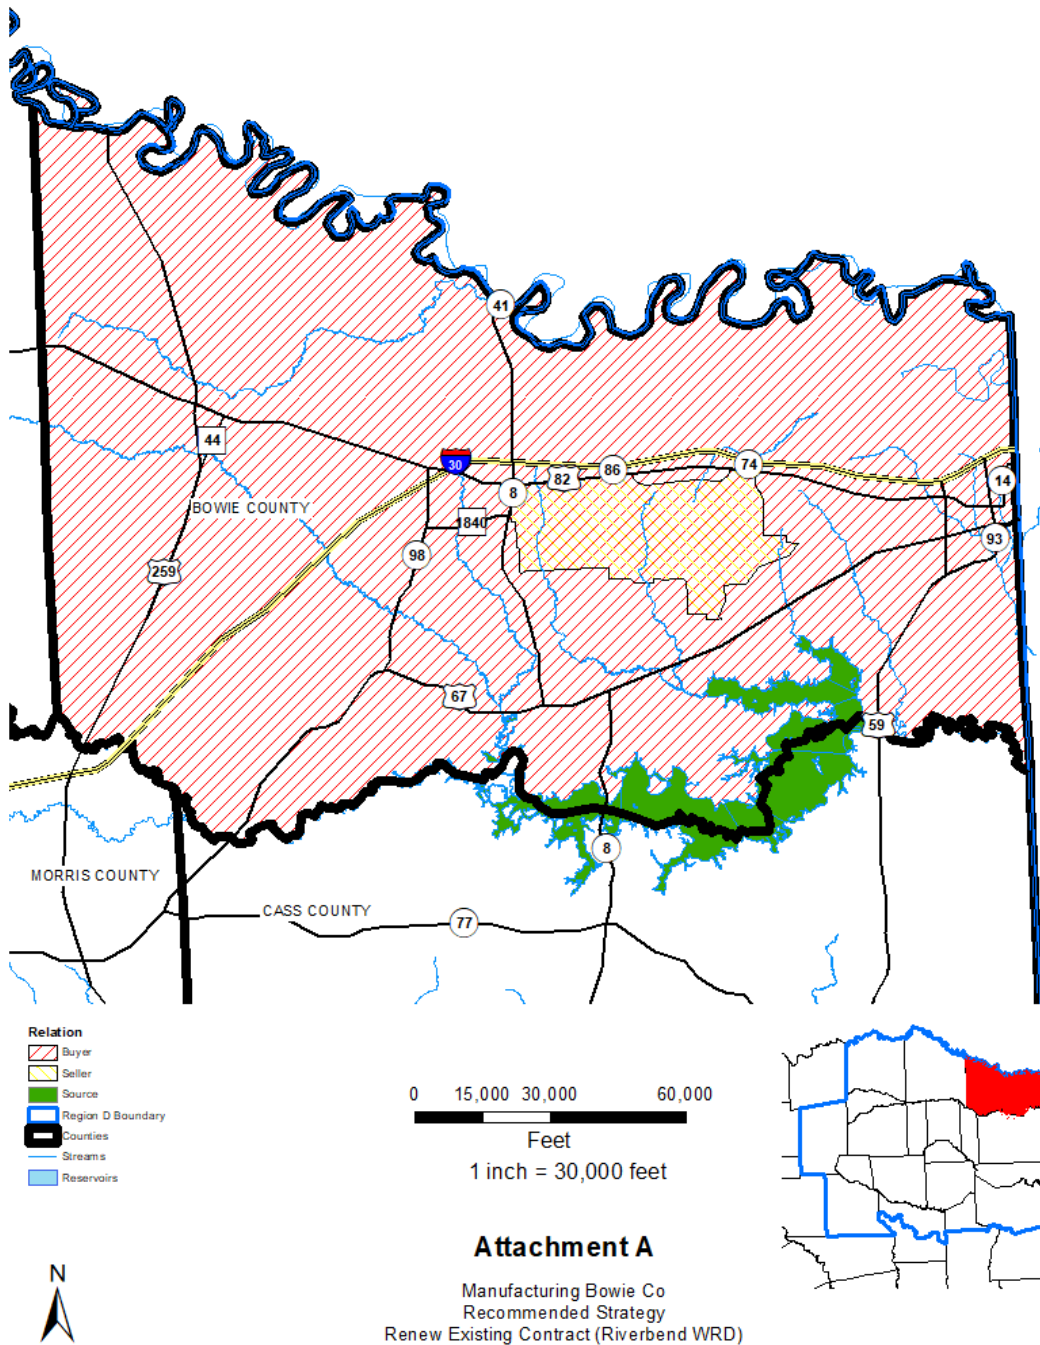 41
44
30
82
86
74
8
14
BOWIE COUNTY
1840
98
93
259
67
59
8
MORRIS COUNTY
CASS COUNTY
77
Relation
Buyer
Seller
Source
Region D Boundary
Counties
Streams
Reservoirs
0 15,000 30,000 60,000
Feet
1 inch = 30,000 feet
Attachment A
Manufacturing Bowie Co
Recommended Strategy
Renew Existing Contract (Riverbend WRD)
N